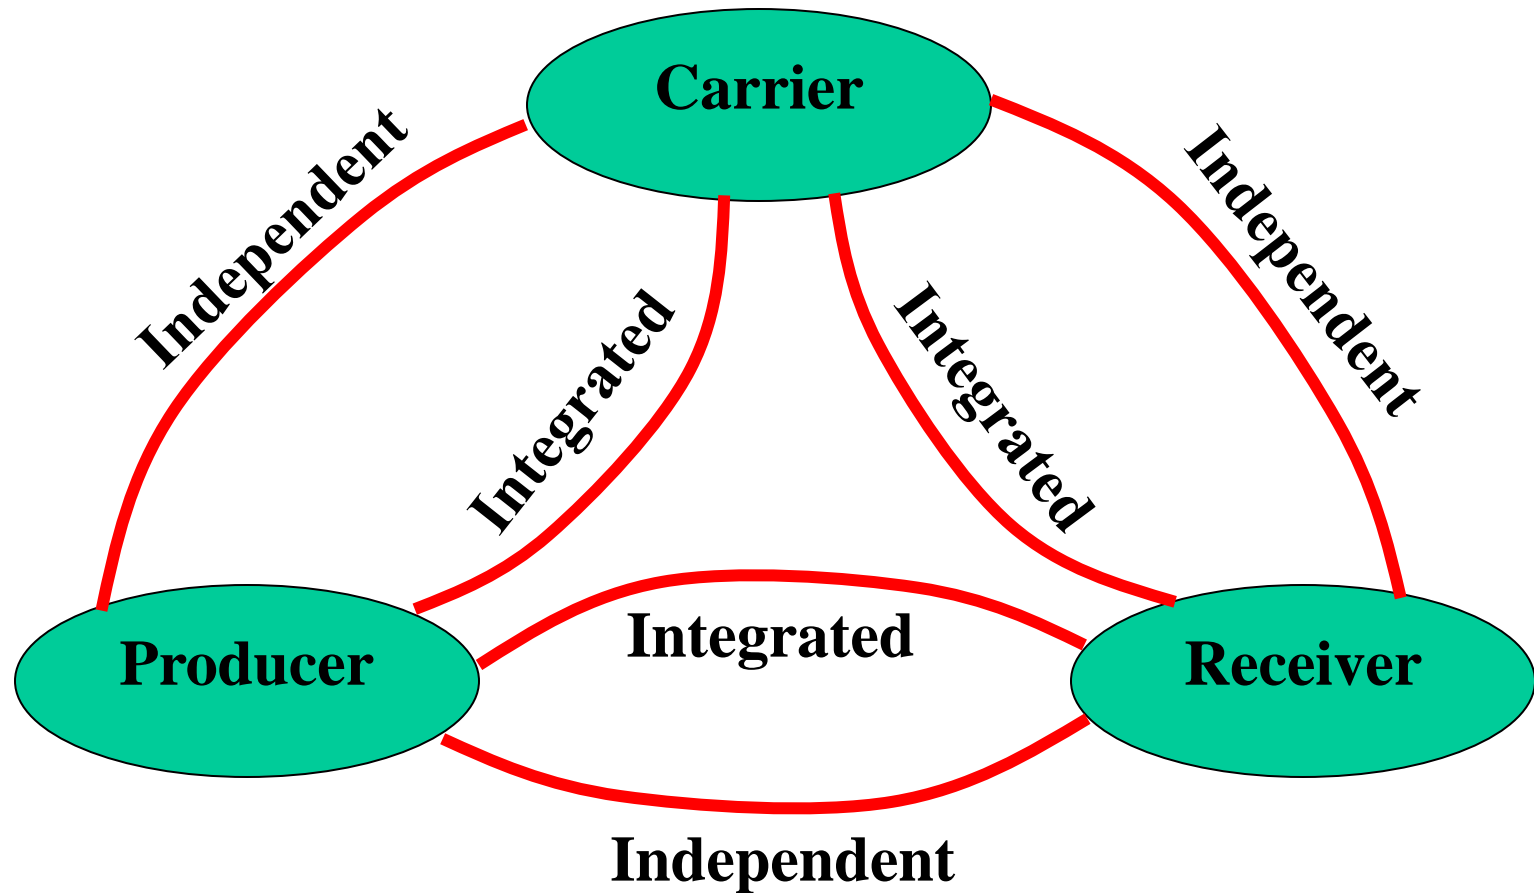 Carrier
Independent
Independent
Integrated
Integrated
Integrated
Producer
Receiver
Independent